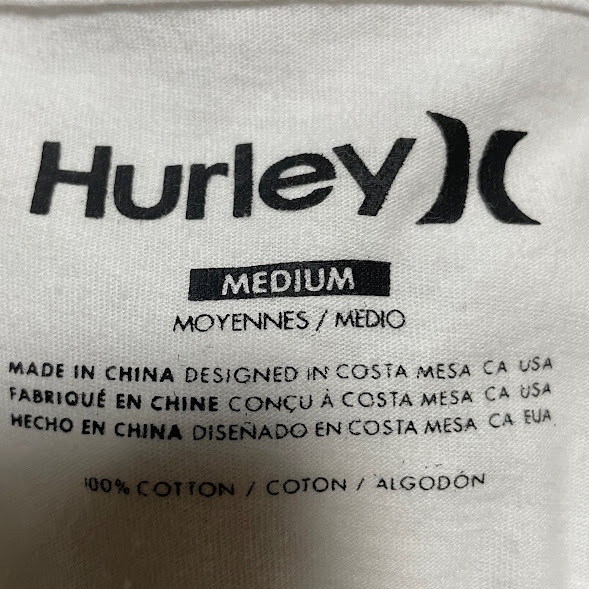 Hurley
MEDIUM
MOYENNES / MEDIO
MADE IN CHINA DESIGNED IN COSTA MESA CA USA
FABRIQUÉ EN CHINE CONÇU À COSTA MESA CA USA
HECHO EN CHINA DISEÑADO EN COSTA MESA CA EUA
100% COTTON / COTON / ALGODÓN